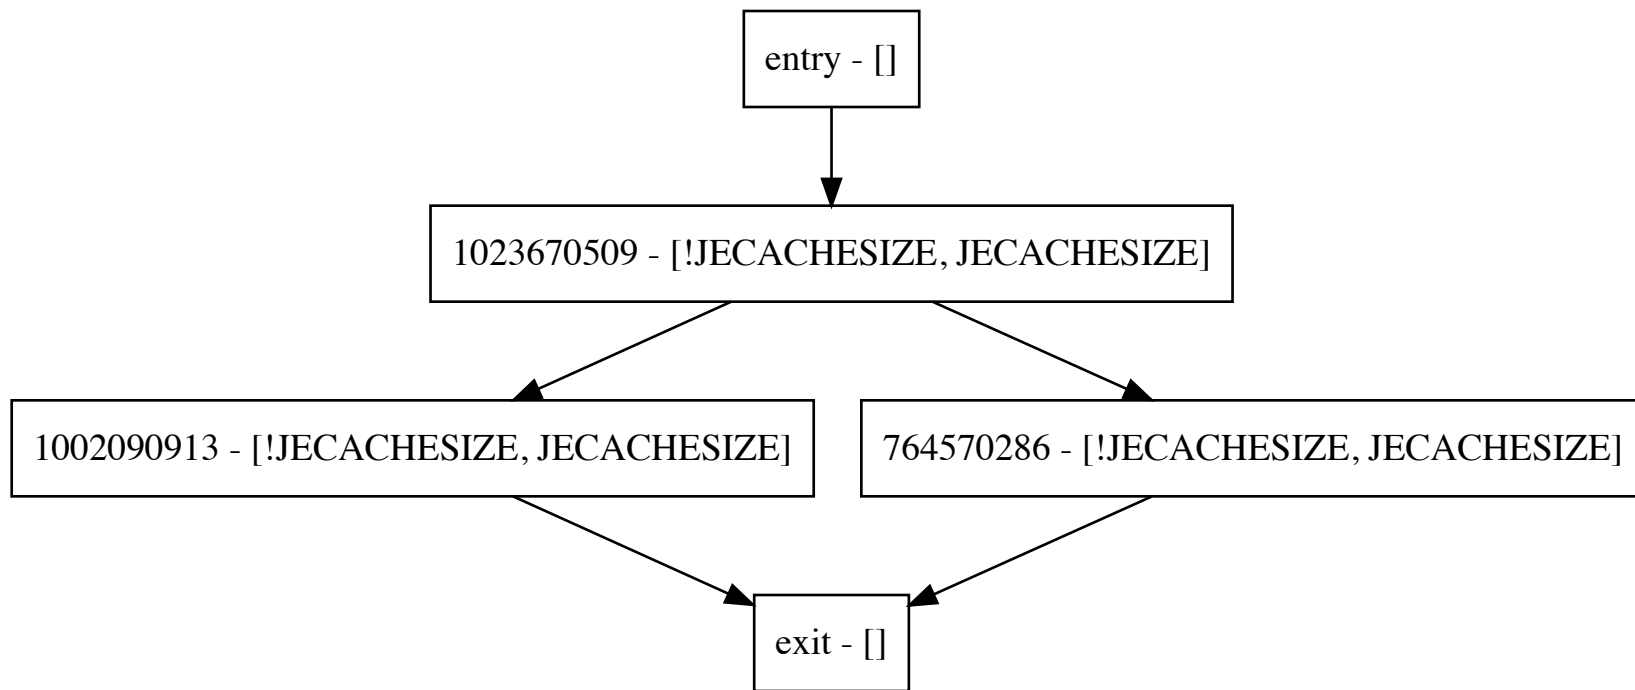 entry - []
1023670509 - [!JECACHESIZE, JECACHESIZE]
1002090913 - [!JECACHESIZE, JECACHESIZE]
764570286 - [!JECACHESIZE, JECACHESIZE]
exit - []